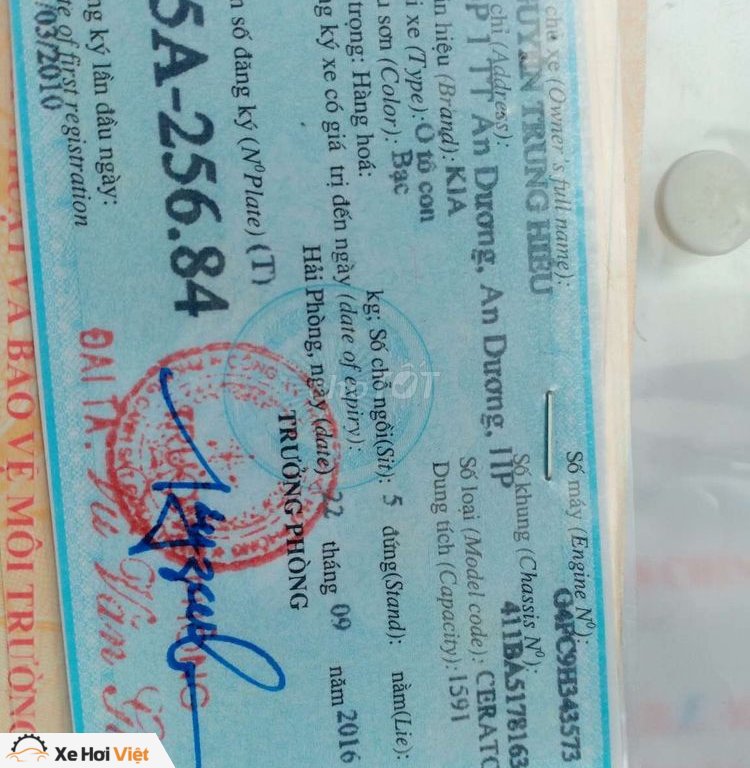 chủ xe (Owner's full name):
NGUYỄN TRUNG HIẾU
Số máy (Engine Nº):
G4FC9H343573
chỉ (Address):
1 TT An Dương, An Dương, HP
Số khung (Chassis Nº):
411BA5178163
hiệu (Brand): KIA
Số loại (Model code): CERATO
xe (Type): Ô tô con
Dung tích (Capacity): 1591
sơn (Color): Bạc
trọng: Hàng hoá:
kg; Số chỗ ngồi(Sit): 5 đứng(Stand): nằm(Lie):
ký xe có giá trị đến ngày (date of expiry):
Hải Phòng, ngày (date) 22 tháng 09 năm 2016
số đăng ký (NºPlate) (T)
TRƯỞNG PHÒNG
5A-256.84
ký lần đầu ngày:
of first registration
/03/2010
ĐẠI TÁ.
VÀ BẢO VỆ MÔI TRƯỜNG
Xe Hơi Việt